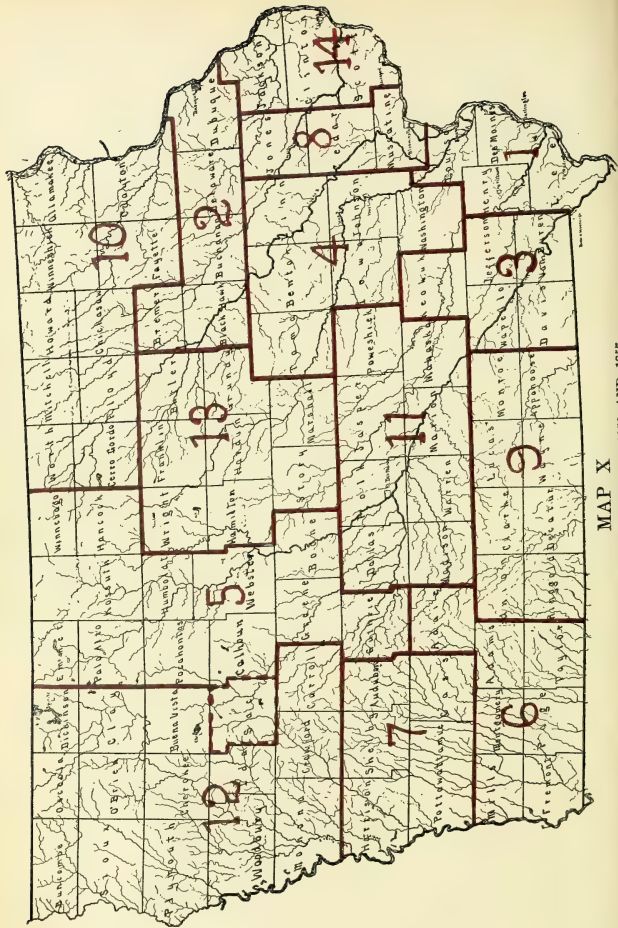 Buncombe
Osceola
Dickinson
Emmet
Winnebago
Worth
Mitchell
Howard
Winneshiek
Allamakee
Sioux
O'Brien
Clay
Palo Alto
Kossuth
Hancock
Cerro Gordo
Floyd
Chickasaw
Fayette
Clayton
10
Plymouth
Cherokee
Buena Vista
Pocahontas
Humboldt
Wright
Franklin
Butler
Bremer
Woodbury
Ida
Sac
Calhoun
Webster
Hamilton
Hardin
Grundy
Black Hawk
Buchanan
Delaware
Dubuque
12
5
13
2
Monona
Crawford
Carroll
Greene
Boone
Story
Marshall
Tama
Benton
Linn
Jones
Jackson
4
8
Clinton
14
Harrison
Shelby
Audubon
Guthrie
Dallas
Polk
Jasper
Poweshiek
Iowa
Johnson
Cedar
Scott
Muscatine
Pottawattamie
Cass
Adair
Madison
Warren
Marion
Mahaska
Keokuk
Washington
Louisa
7
11
Mills
Montgomery
Adams
Union
Clarke
Lucas
Monroe
Wapello
Jefferson
Henry
Des Moines
Fremont
Page
Taylor
Ringgold
Decatur
Wayne
Appanoose
Davis
Van Buren
Lee
6
9
3
1
MAP X